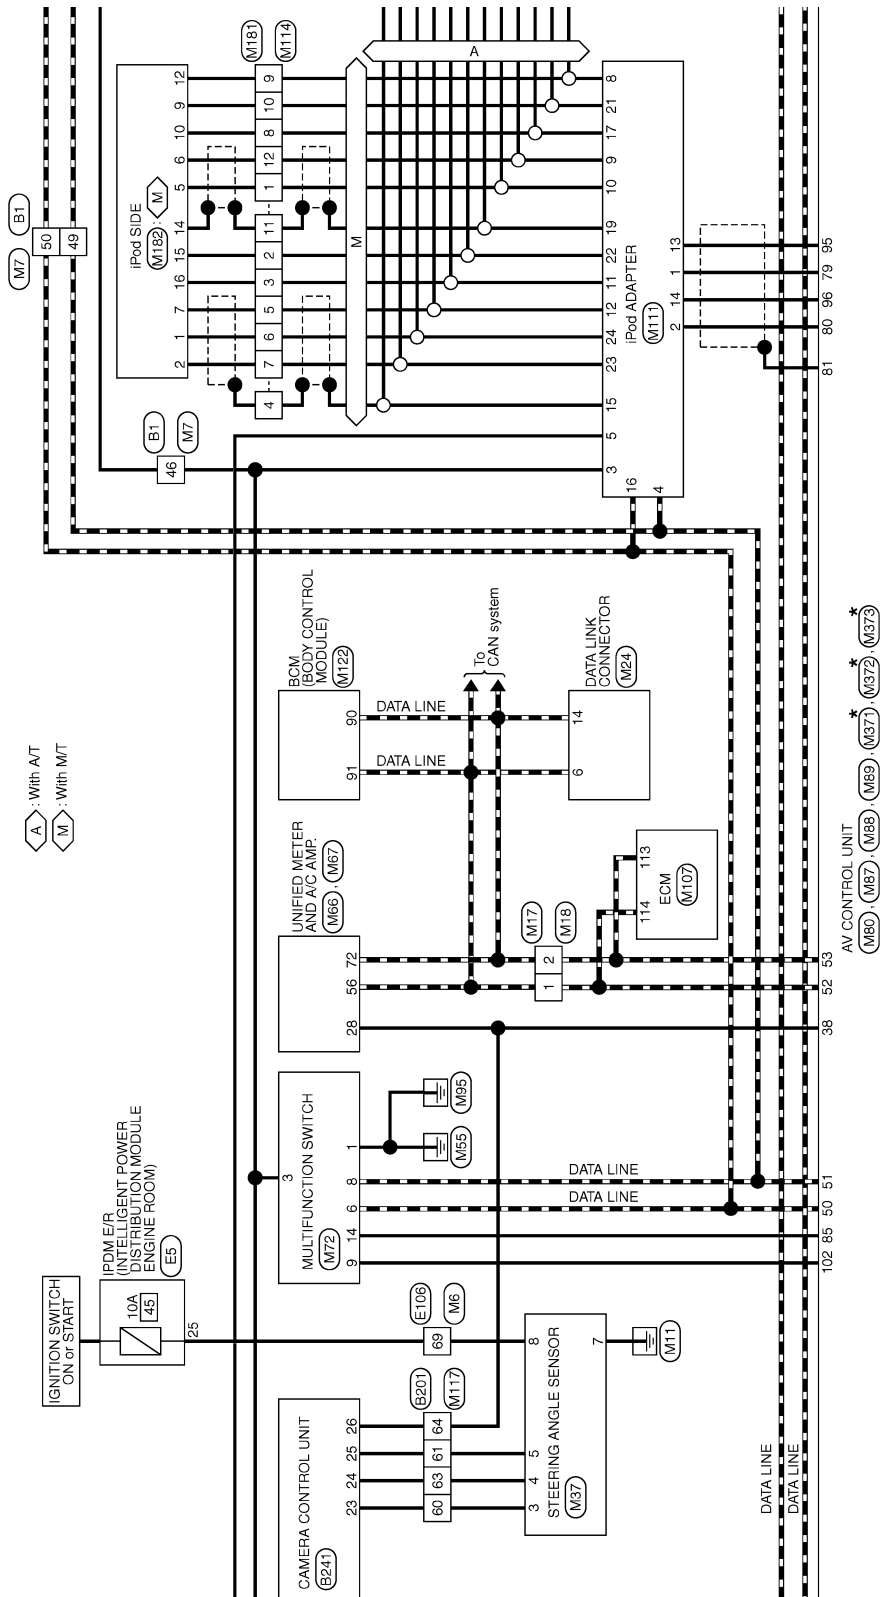 M181
M114
A
12
9
10
6
5
14
15
16
7
1
2
9
10
8
12
1
11
2
3
5
6
7
4
M
8
21
17
9
10
19
22
11
12
24
23
15
5
3
iPod SIDE
M182 : M
B1
M7
50
49
B1
M7
46
iPod ADAPTER
M111
13
1
14
2
16
4
95
79
96
80
81
A : With A/T
M : With M/T
BCM
(BODY CONTROL
MODULE)
M122
90
91
DATA LINE
DATA LINE
To
CAN system
DATA LINK
CONNECTOR
M24
14
6
UNIFIED METER
AND A/C AMP.
M66 , M67
72
56
28
M17
M18
2
1
ECM
M107
113
114
53
52
38
AV CONTROL UNIT
M80 , M87 , M88 , M89 , M371 * , M372 * , M373 *
MULTIFUNCTION SWITCH
M72
3
1
8
6
14
9
M95
M55
DATA LINE
DATA LINE
51
50
85
102
IGNITION SWITCH
ON or START
IPDM E/R
(INTELLIGENT POWER
DISTRIBUTION MODULE
ENGINE ROOM)
E5
10A
45
25
E106
M6
69
CAMERA CONTROL UNIT
B241
26
25
24
23
B201
M117
64
61
63
60
STEERING ANGLE SENSOR
M37
8
5
4
3
7
M11
DATA LINE
DATA LINE